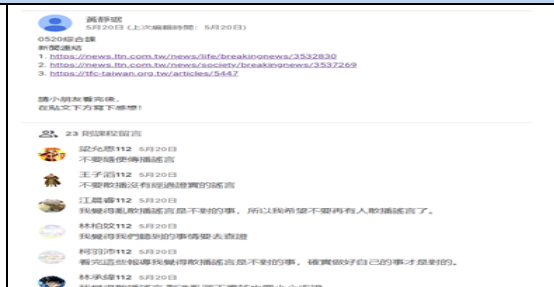 黃靜琚
5月20日 (上次編輯時間：5月20日)
0520綜合課
新聞連結
1. https://news.ltn.com.tw/news/life/breakingnews/3532830
2. https://news.ltn.com.tw/news/society/breakingnews/3537269
3. https://tfc-taiwan.org.tw/articles/5447
請小朋友看完後，
在貼文下方寫下感想!
23 則課程留言
梁允恩112 5月20日
不要隨便傳播謠言
王子滔112 5月20日
不要散播沒有經過證實的謠言
江晨睿112 5月20日
我覺得亂散播謠言是不對的事，所以我希望不要再有人散播謠言了。
林柏妏112 5月20日
我覺得我們聽到的事情要去查證
柯羽沛112 5月20日
看完這些報導我覺得散播謠言是不對的事，確實做好自己的事才是對的。
林承緯112 5月20日